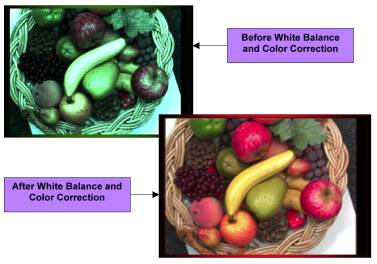 Before White Balance
and Color Correction
After White Balance and
Color Correction